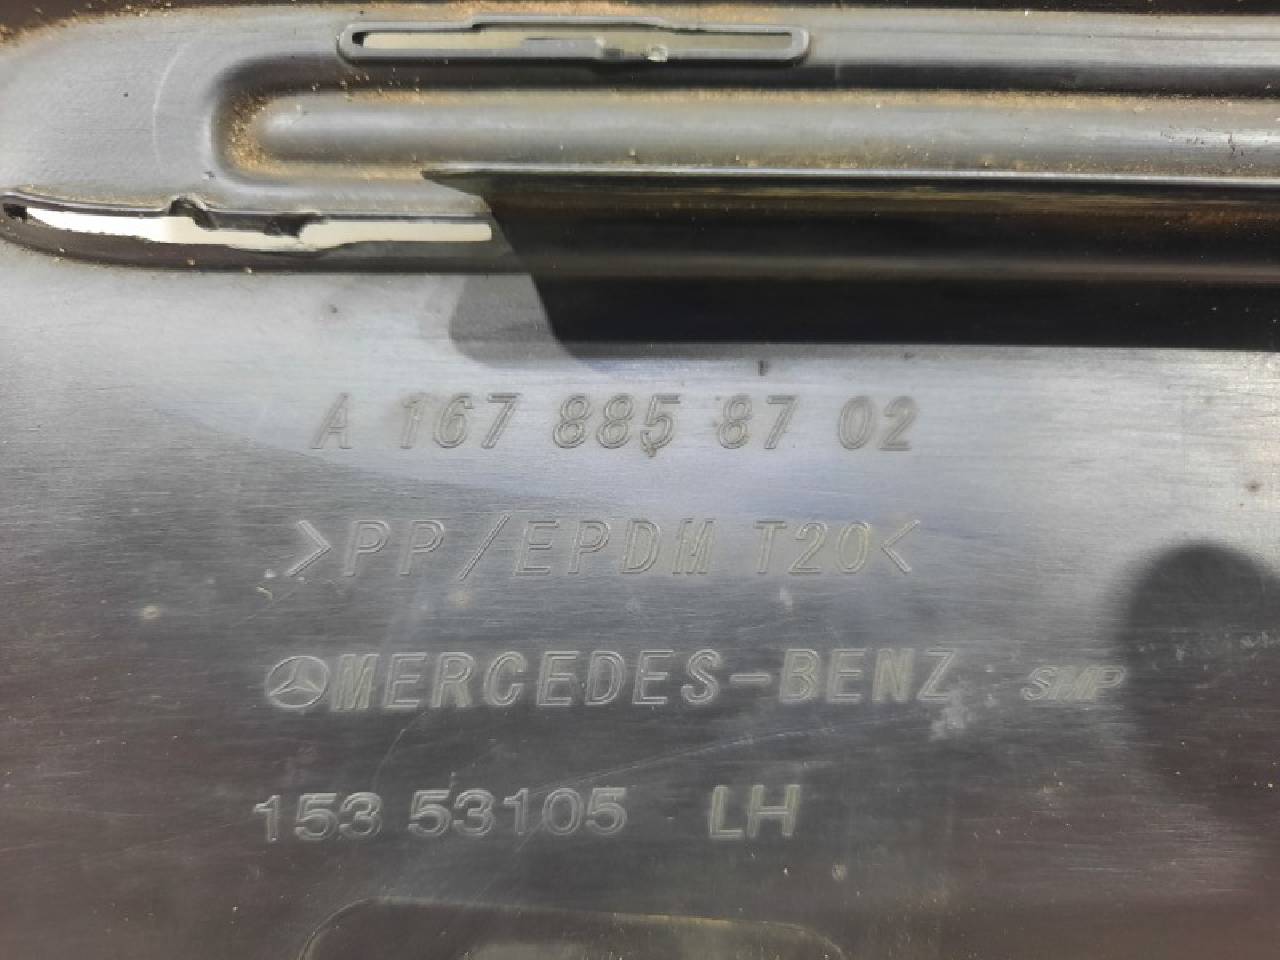 A 167 885 87 02
>PP/EPDM T20<
MERCEDES-BENZ SMP
153 53105 LH